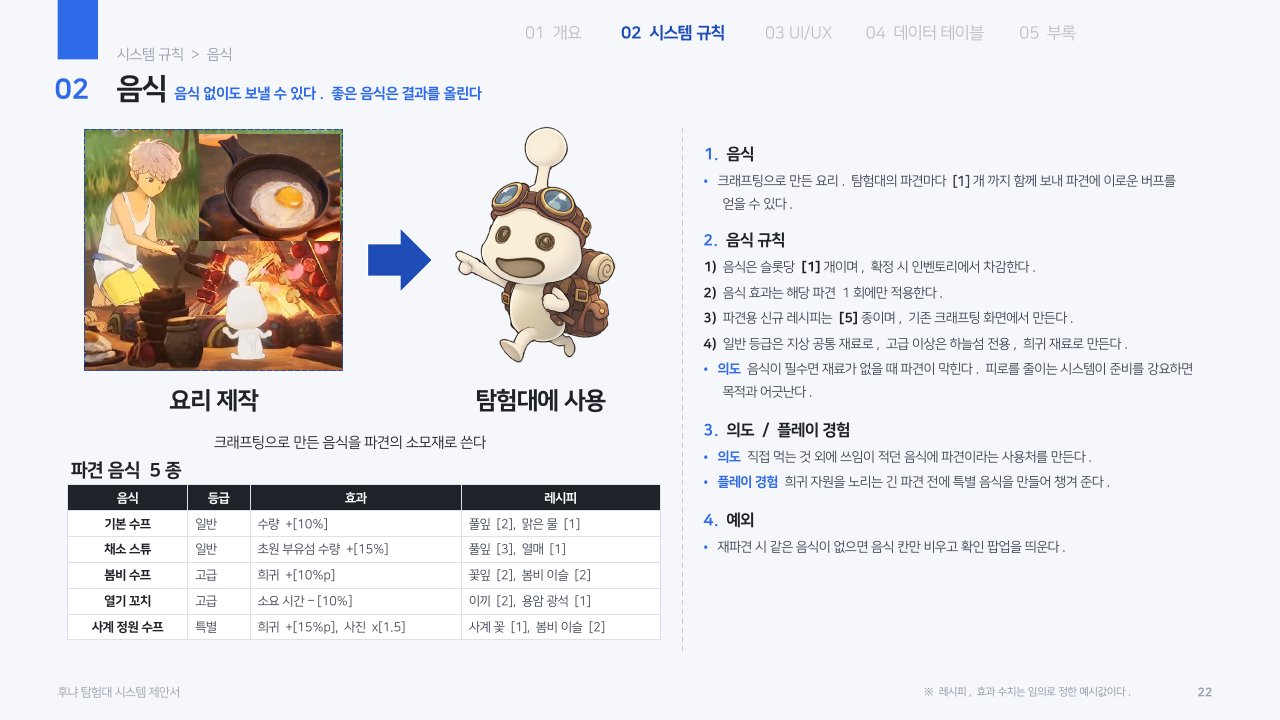 01 개요 02 시스템 규칙 03 UI/UX 04 데이터 테이블 05 부록
시스템 규칙 > 음식
02 음식 음식 없이도 보낼 수 있다 . 좋은 음식은 결과를 올린다
요리 제작
탐험대에 사용
크래프팅으로 만든 음식을 파견의 소모재로 쓴다
파견 음식 5 종
음식 등급 효과 레시피
기본 수프 일반 수량 +[10%] 풀잎 [2], 맑은 물 [1]
채소 스튜 일반 초원 부유섬 수량 +[15%] 풀잎 [3], 열매 [1]
봄비 수프 고급 희귀 +[10%p] 꽃잎 [2], 봄비 이슬 [2]
열기 꼬치 고급 소요 시간 −[10%] 이끼 [2], 용암 광석 [1]
사계 정원 수프 특별 희귀 +[15%p], 사진 x[1.5] 사계 꽃 [1], 봄비 이슬 [2]
1. 음식
• 크래프팅으로 만든 요리 . 탐험대의 파견마다 [1] 개 까지 함께 보내 파견에 이로운 버프를
얻을 수 있다 .
2. 음식 규칙
1) 음식은 슬롯당 [1] 개이며 , 확정 시 인벤토리에서 차감한다 .
2) 음식 효과는 해당 파견 1 회에만 적용한다 .
3) 파견용 신규 레시피는 [5] 종이며 , 기존 크래프팅 화면에서 만든다 .
4) 일반 등급은 지상 공통 재료로 , 고급 이상은 하늘섬 전용 , 희귀 재료로 만든다 .
• 의도 음식이 필수면 재료가 없을 때 파견이 막힌다 . 피로를 줄이는 시스템이 준비를 강요하면
목적과 어긋난다 .
3. 의도 / 플레이 경험
• 의도 직접 먹는 것 외에 쓰임이 적던 음식에 파견이라는 사용처를 만든다 .
• 플레이 경험 희귀 자원을 노리는 긴 파견 전에 특별 음식을 만들어 챙겨 준다 .
4. 예외
• 재파견 시 같은 음식이 없으면 음식 칸만 비우고 확인 팝업을 띄운다 .
후냐 탐험대 시스템 제안서
※ 레시피 , 효과 수치는 임의로 정한 예시값이다 .
22